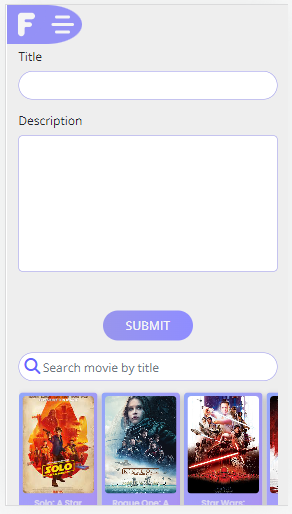 F
Title
Description
SUBMIT
Search movie by title
SOLO
Solo: A Star
Rogue One: A
Star Wars: